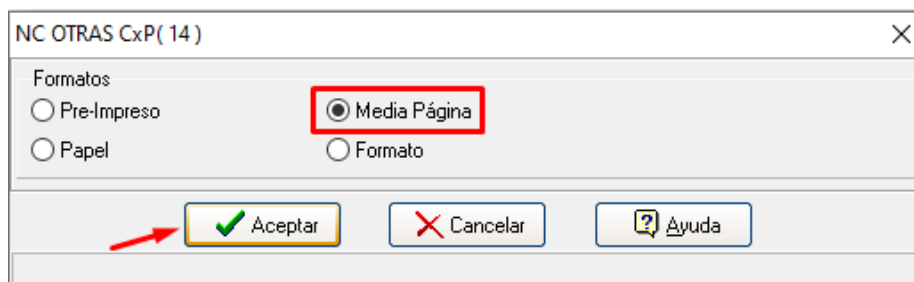 NC OTRAS CxP( 14 )
Formatos
Pre-Impreso Media Página
Papel Formato
Aceptar Cancelar Ayuda